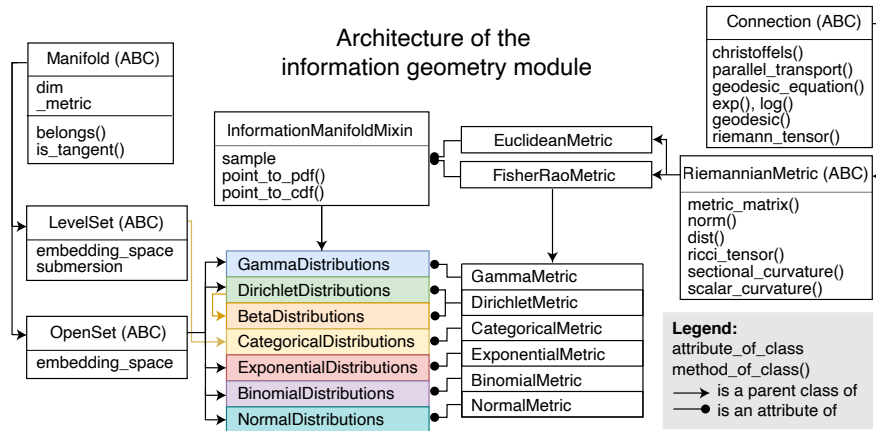 Architecture of the
information geometry module
Manifold (ABC)
dim
_metric
belongs()
is_tangent()
LevelSet (ABC)
embedding_space
submersion
OpenSet (ABC)
embedding_space
InformationManifoldMixin
sample
point_to_pdf()
point_to_cdf()
GammaDistributions
DirichletDistributions
BetaDistributions
CategoricalDistributions
ExponentialDistributions
BinomialDistributions
NormalDistributions
EuclideanMetric
FisherRaoMetric
GammaMetric
DirichletMetric
CategoricalMetric
ExponentialMetric
BinomialMetric
NormalMetric
Connection (ABC)
christoffels()
parallel_transport()
geodesic_equation()
exp(), log()
geodesic()
riemann_tensor()
RiemannianMetric (ABC)
metric_matrix()
norm()
dist()
ricci_tensor()
sectional_curvature()
scalar_curvature()
Legend:
attribute_of_class
method_of_class()
is a parent class of
is an attribute of